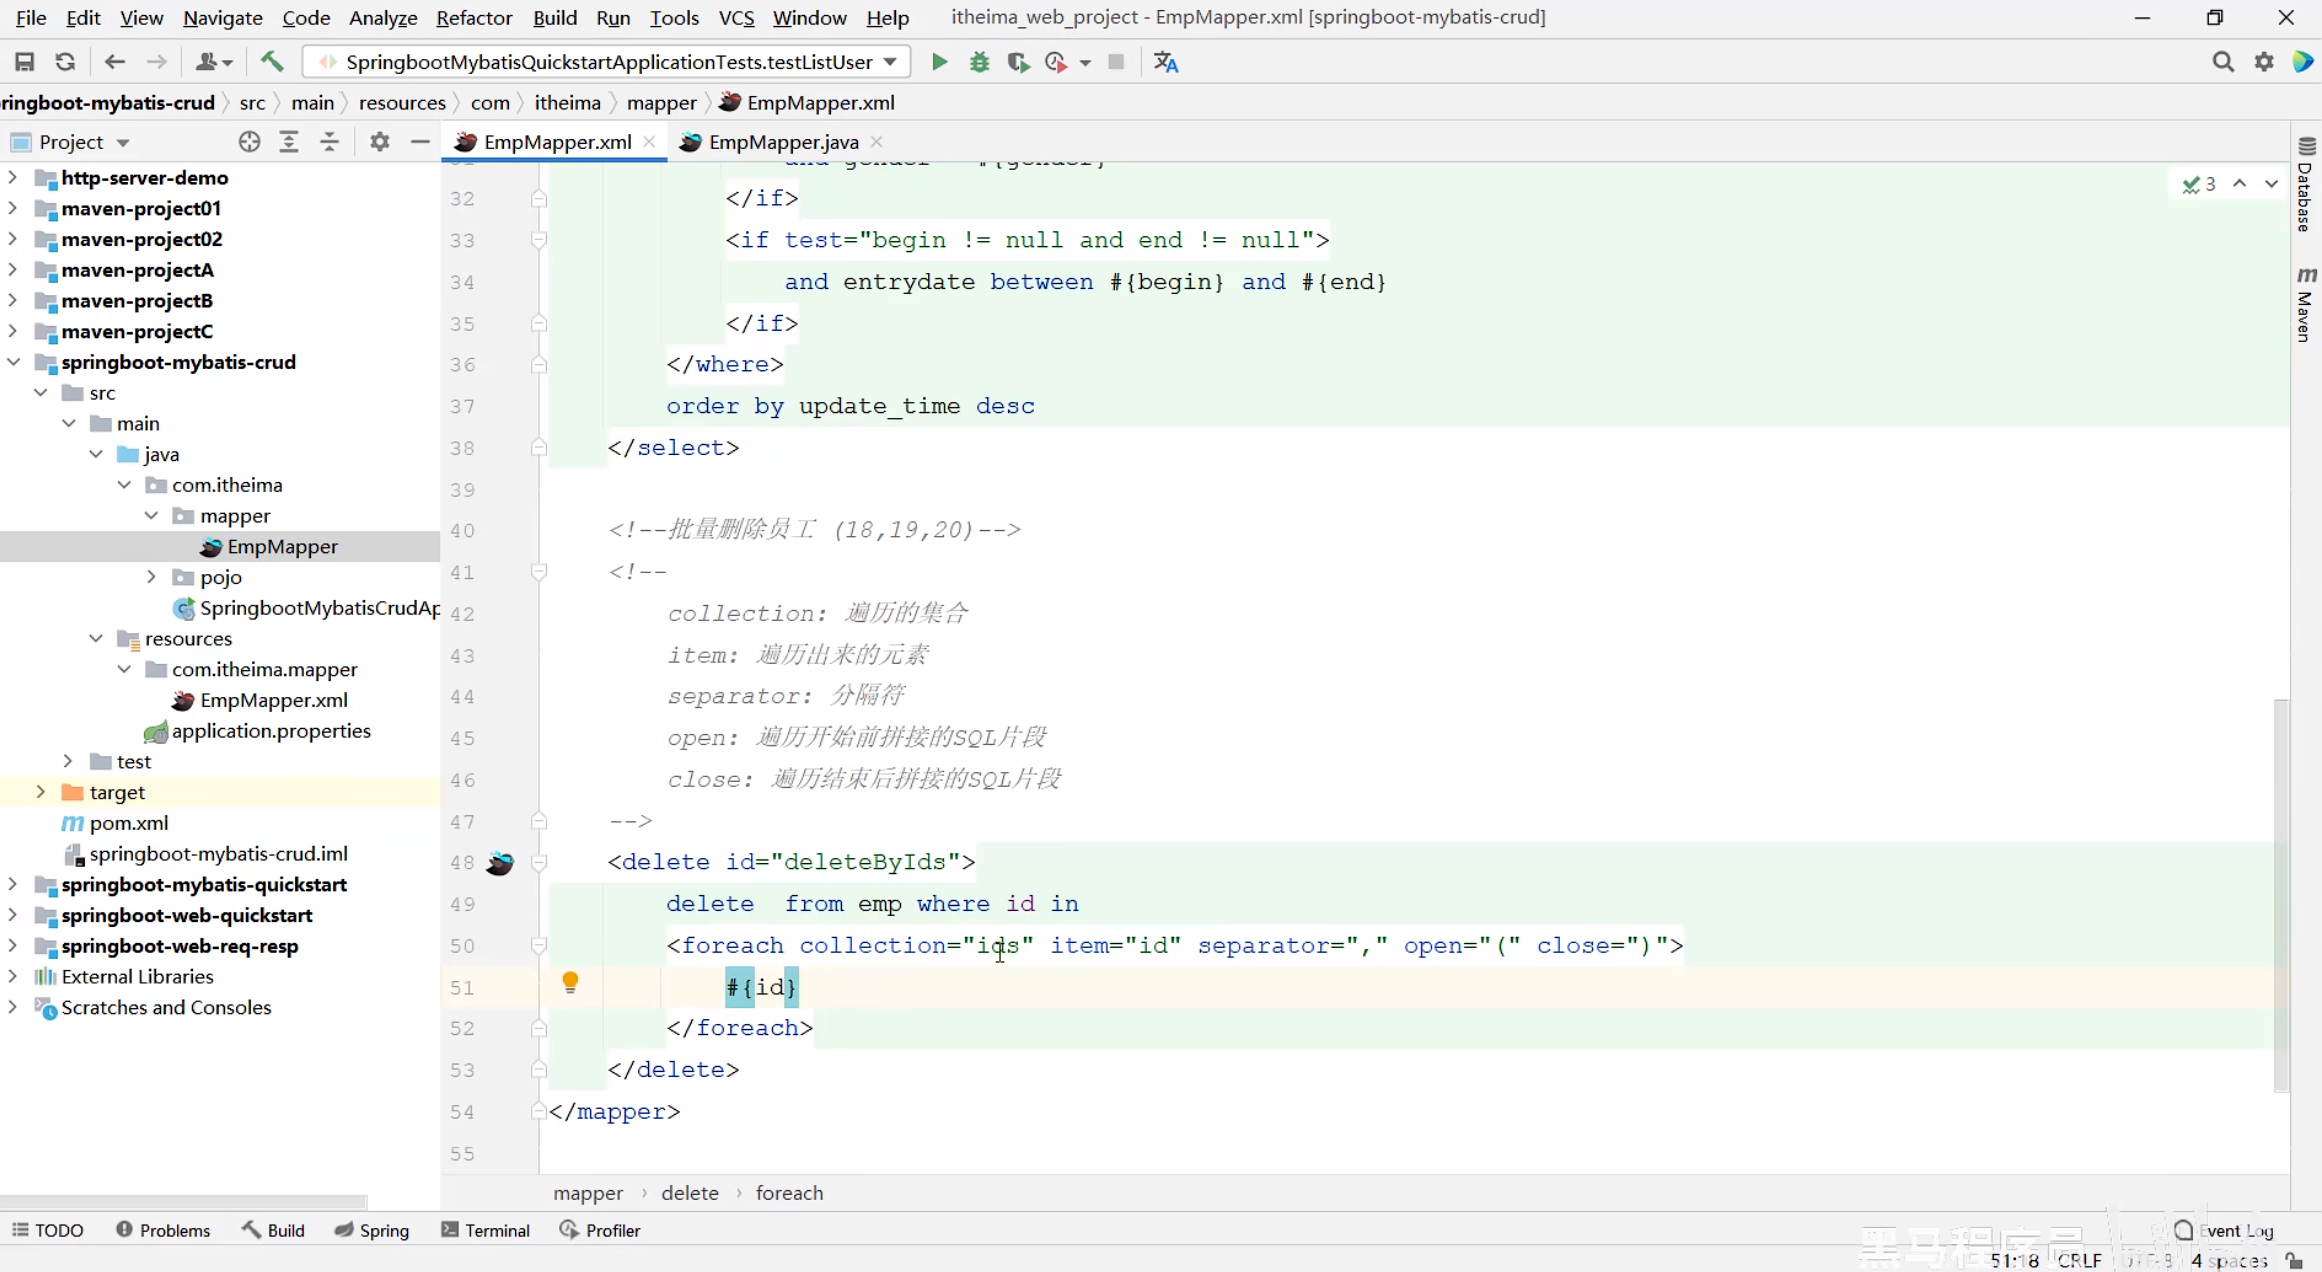 File Edit View Navigate Code Analyze Refactor Build Run Tools VCS Window Help itheima_web_project - EmpMapper.xml [springboot-mybatis-crud]
SpringbootMybatisQuickstartApplicationTests.testListUser
ringboot-mybatis-crud src main resources com itheima mapper EmpMapper.xml
Project
EmpMapper.xml EmpMapper.java
http-server-demo
maven-project01
maven-project02
maven-projectA
maven-projectB
maven-projectC
springboot-mybatis-crud
src
main
java
com.itheima
mapper
EmpMapper
pojo
SpringbootMybatisCrudAp
resources
com.itheima.mapper
EmpMapper.xml
application.properties
test
target
pom.xml
springboot-mybatis-crud.iml
springboot-mybatis-quickstart
springboot-web-quickstart
springboot-web-req-resp
External Libraries
Scratches and Consoles
and gender = #{gender}
32 </if>
33 <if test="begin != null and end != null">
34 and entrydate between #{begin} and #{end}
35 </if>
36 </where>
37 order by update_time desc
38 </select>
39
40 <!--批量删除员工 (18,19,20)-->
41 <!--
42 collection: 遍历的集合
43 item: 遍历出来的元素
44 separator: 分隔符
45 open: 遍历开始前拼接的SQL片段
46 close: 遍历结束后拼接的SQL片段
47 -->
48 <delete id="deleteByIds">
49 delete  from emp where id in
50 <foreach collection="ids" item="id" separator="," open="(" close=")">
51 #{id}
52 </foreach>
53 </delete>
54 </mapper>
55
3
Database
Maven
mapper delete foreach
TODO Problems Build Spring Terminal Profiler Event Log
黑马程序员
51:18 CRLF UTF-8 4 spaces